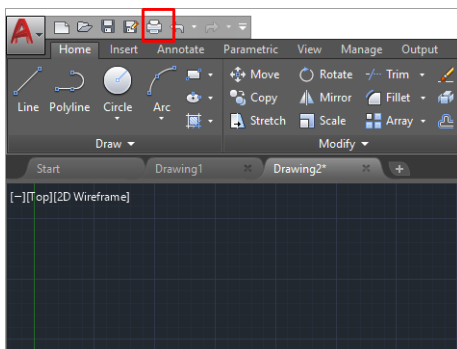 A
Home Insert Annotate Parametric View Manage Output
Line Polyline Circle Arc
Move Rotate Trim
Copy Mirror Fillet
Stretch Scale Array
Draw Modify
Start Drawing1 Drawing2*
[−][Top][2D Wireframe]